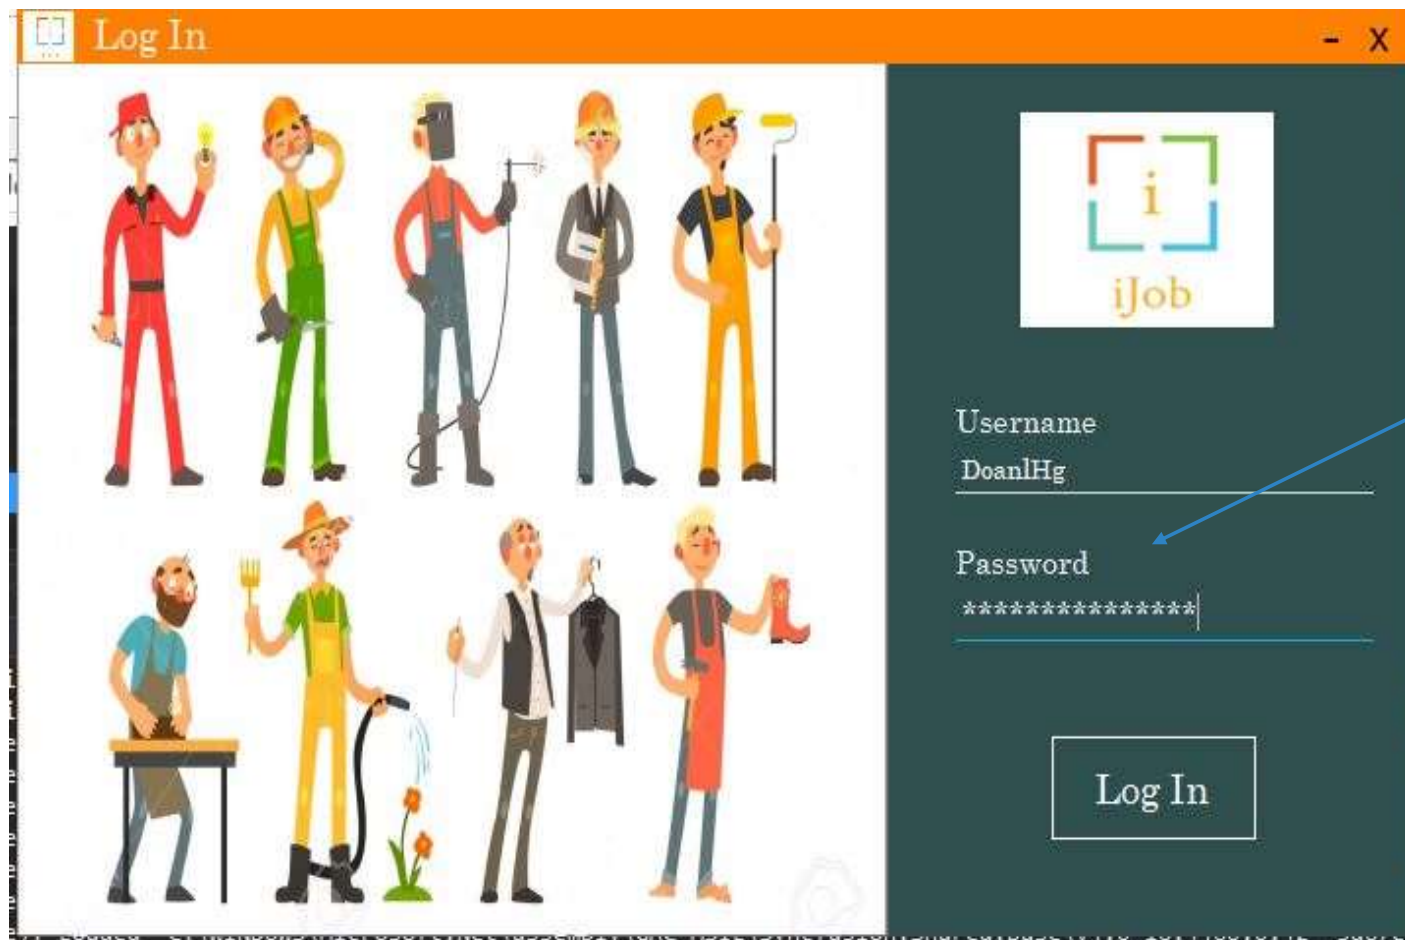 Log In
- X
i
iJob
Username
DoanlHg
Password
***************
Log In